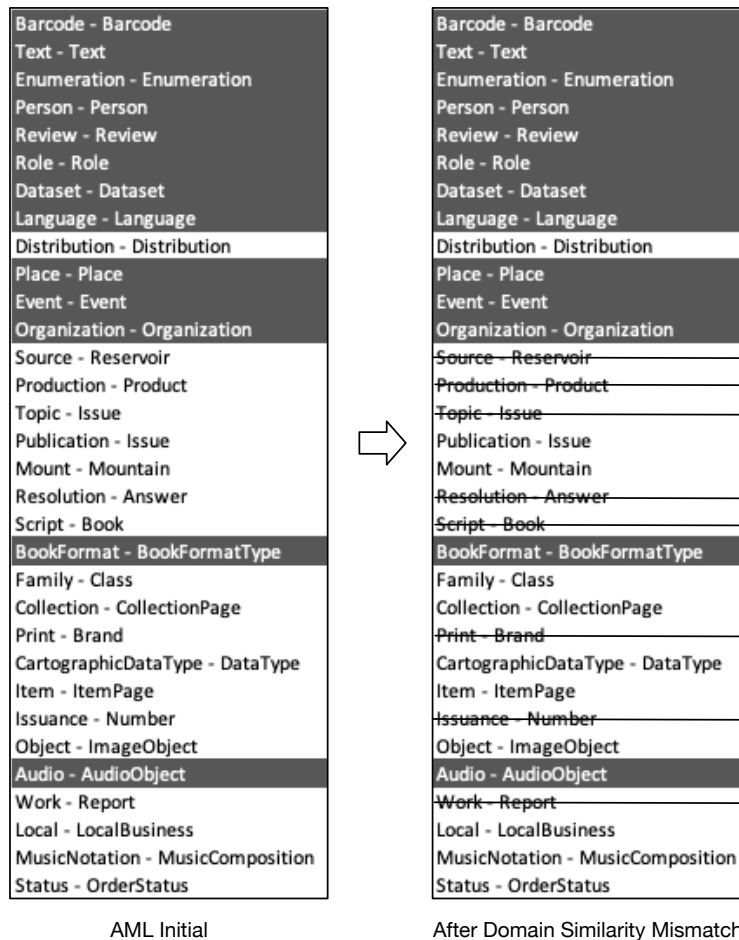 Barcode - Barcode
Text - Text
Enumeration - Enumeration
Person - Person
Review - Review
Role - Role
Dataset - Dataset
Language - Language
Distribution - Distribution
Place - Place
Event - Event
Organization - Organization
Source - Reservoir
Production - Product
Topic - Issue
Publication - Issue
Mount - Mountain
Resolution - Answer
Script - Book
BookFormat - BookFormatType
Family - Class
Collection - CollectionPage
Print - Brand
CartographicDataType - DataType
Item - ItemPage
Issuance - Number
Object - ImageObject
Audio - AudioObject
Work - Report
Local - LocalBusiness
MusicNotation - MusicComposition
Status - OrderStatus
AML Initial
Barcode - Barcode
Text - Text
Enumeration - Enumeration
Person - Person
Review - Review
Role - Role
Dataset - Dataset
Language - Language
Distribution - Distribution
Place - Place
Event - Event
Organization - Organization
Source - Reservoir
Production - Product
Topic - Issue
Publication - Issue
Mount - Mountain
Resolution - Answer
Script - Book
BookFormat - BookFormatType
Family - Class
Collection - CollectionPage
Print - Brand
CartographicDataType - DataType
Item - ItemPage
Issuance - Number
Object - ImageObject
Audio - AudioObject
Work - Report
Local - LocalBusiness
MusicNotation - MusicComposition
Status - OrderStatus
After Domain Similarity Mismatch